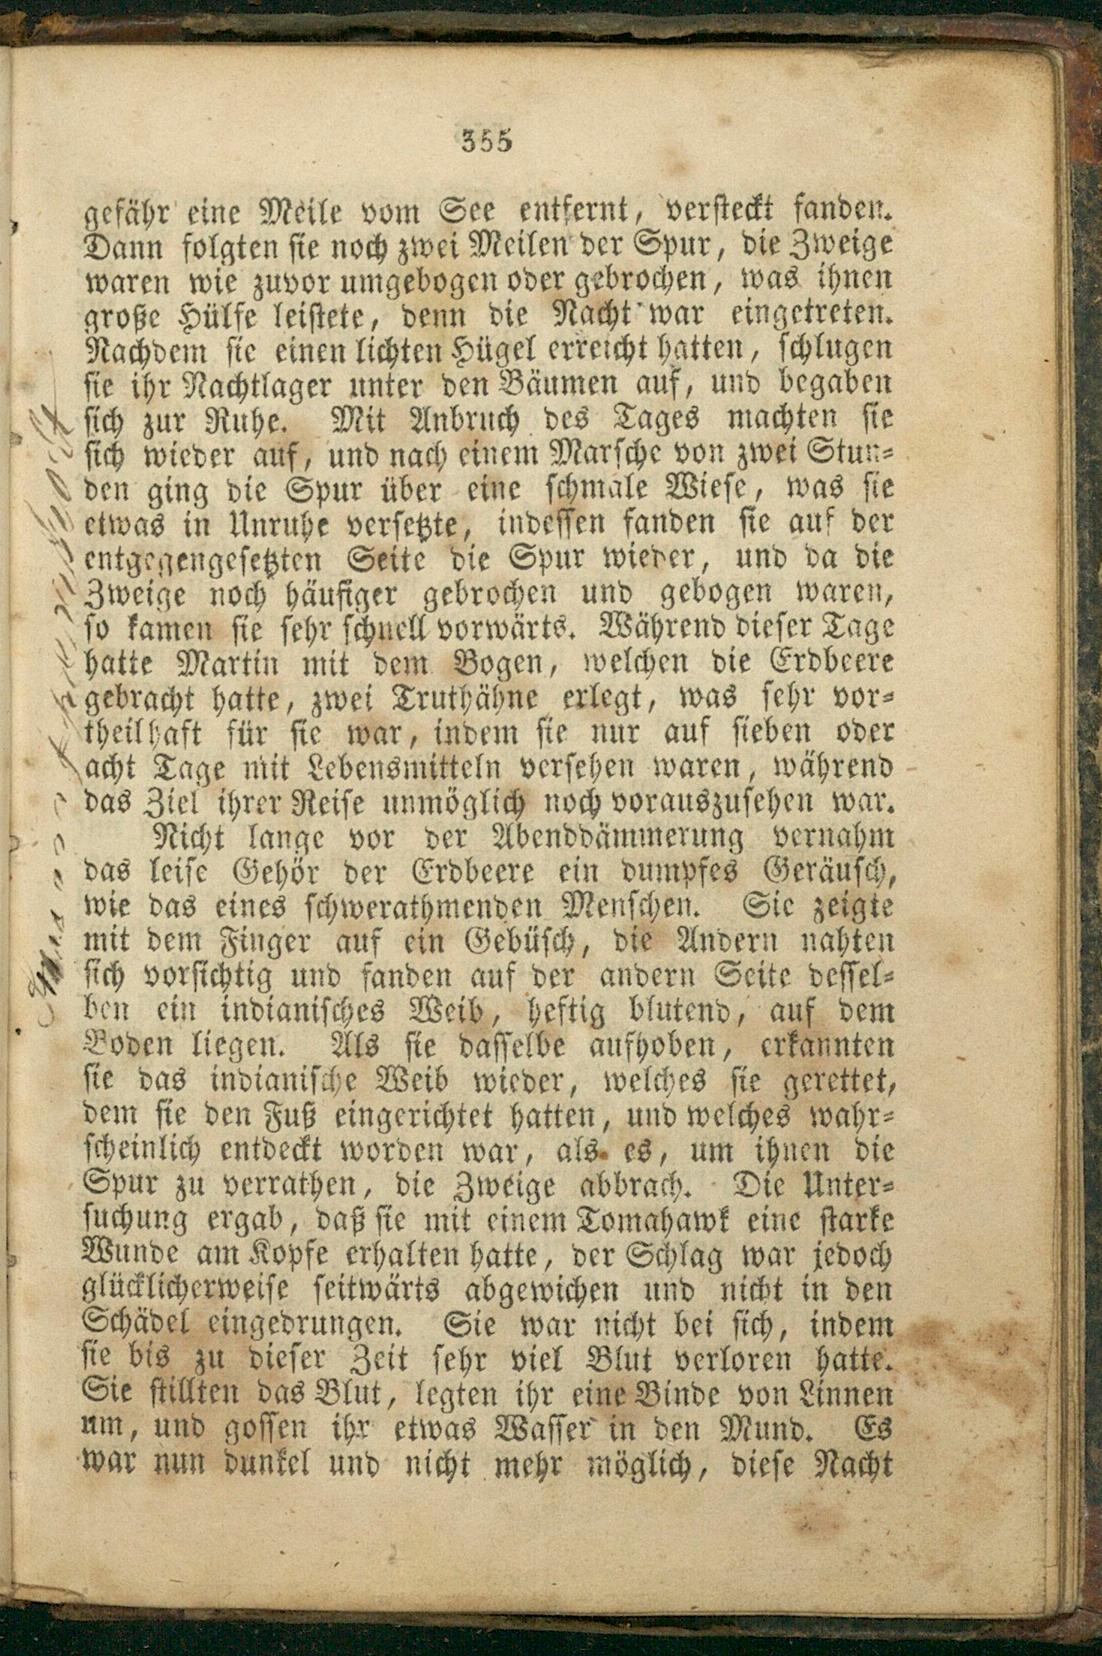 355
gefähr eine Meile vom See entfernt, versteckt fanden.
Dann folgten sie noch zwei Meilen der Spur, die Zweige
waren wie zuvor umgebogen oder gebrochen, was ihnen
große Hülfe leistete, denn die Nacht war eingetreten.
Nachdem sie einen lichten Hügel erreicht hatten, schlugen
sie ihr Nachtlager unter den Bäumen auf, und begaben
sich zur Ruhe. Mit Anbruch des Tages machten sie
sich wieder auf, und nach einem Marsche von zwei Stun-
den ging die Spur über eine schmale Wiese, was sie
etwas in Unruhe versetzte, indessen fanden sie auf der
entgegengesetzten Seite die Spur wieder, und da die
Zweige noch häufiger gebrochen und gebogen waren,
so kamen sie sehr schnell vorwärts. Während dieser Tage
hatte Martin mit dem Bogen, welchen die Erdbeere
gebracht hatte, zwei Truthähne erlegt, was sehr vor-
theilhaft für sie war, indem sie nur auf sieben oder
acht Tage mit Lebensmitteln versehen waren, während
das Ziel ihrer Reise unmöglich noch vorauszusehen war.
Nicht lange vor der Abenddämmerung vernahm
das leise Gehör der Erdbeere ein dumpfes Geräusch,
wie das eines schwerathmenden Menschen. Sie zeigte
mit dem Finger auf ein Gebüsch, die Andern nahten
sich vorsichtig und fanden auf der andern Seite dessel-
ben ein indianisches Weib, heftig blutend, auf dem
Boden liegen. Als sie dasselbe aufhoben, erkannten
sie das indianische Weib wieder, welches sie gerettet,
dem sie den Fuß eingerichtet hatten, und welches wahr-
scheinlich entdeckt worden war, als es, um ihnen die
Spur zu verrathen, die Zweige abbrach. Die Unter-
suchung ergab, daß sie mit einem Tomahawk eine starke
Wunde am Kopfe erhalten hatte, der Schlag war jedoch
glücklicherweise seitwärts abgewichen und nicht in den
Schädel eingedrungen. Sie war nicht bei sich, indem
sie bis zu dieser Zeit sehr viel Blut verloren hatte.
Sie stillten das Blut, legten ihr eine Binde von Linnen
um, und gossen ihr etwas Wasser in den Mund. Es
war nun dunkel und nicht mehr möglich, diese Nacht